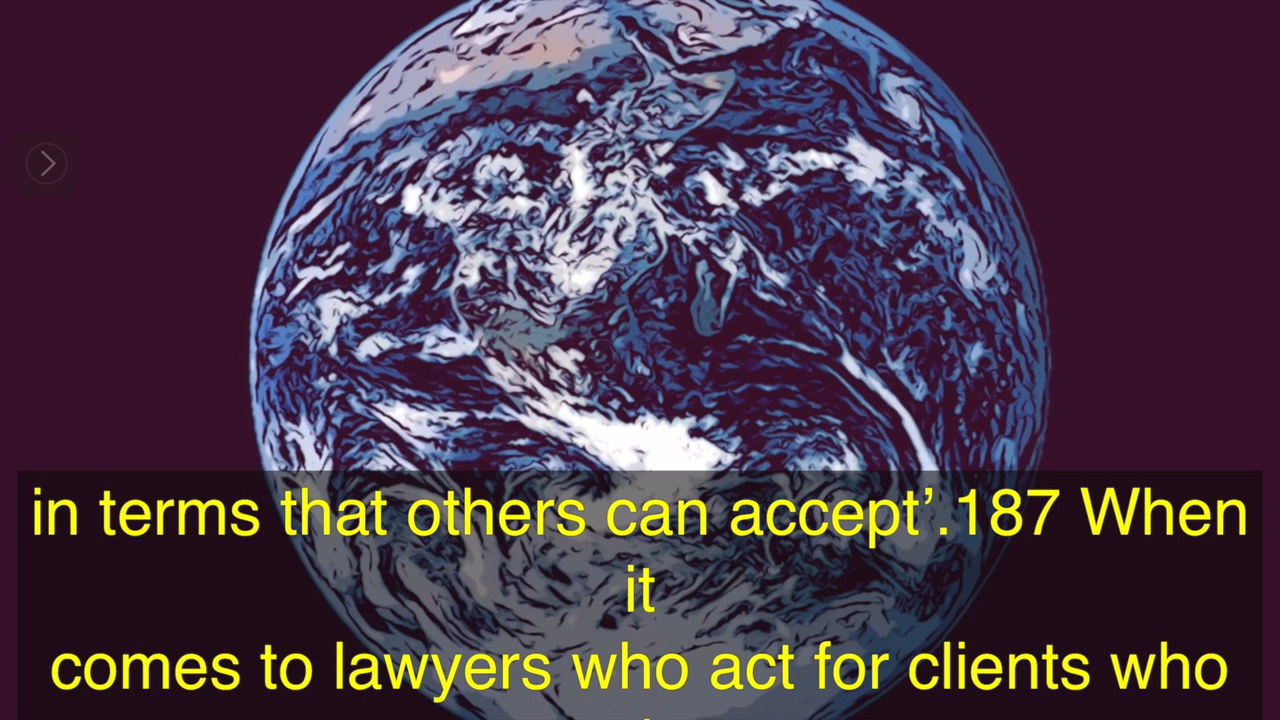 in terms that others can accept’.187 When
it
comes to lawyers who act for clients who